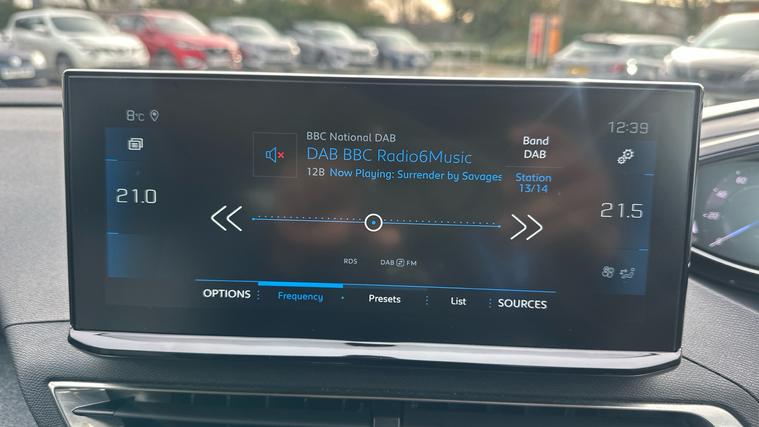 8°C
12:39
BBC National DAB
DAB BBC Radio6Music
12B Now Playing: Surrender by Savages
Band
DAB
Station
13/14
21.0
21.5
RDS DAB FM
OPTIONS Frequency Presets List SOURCES